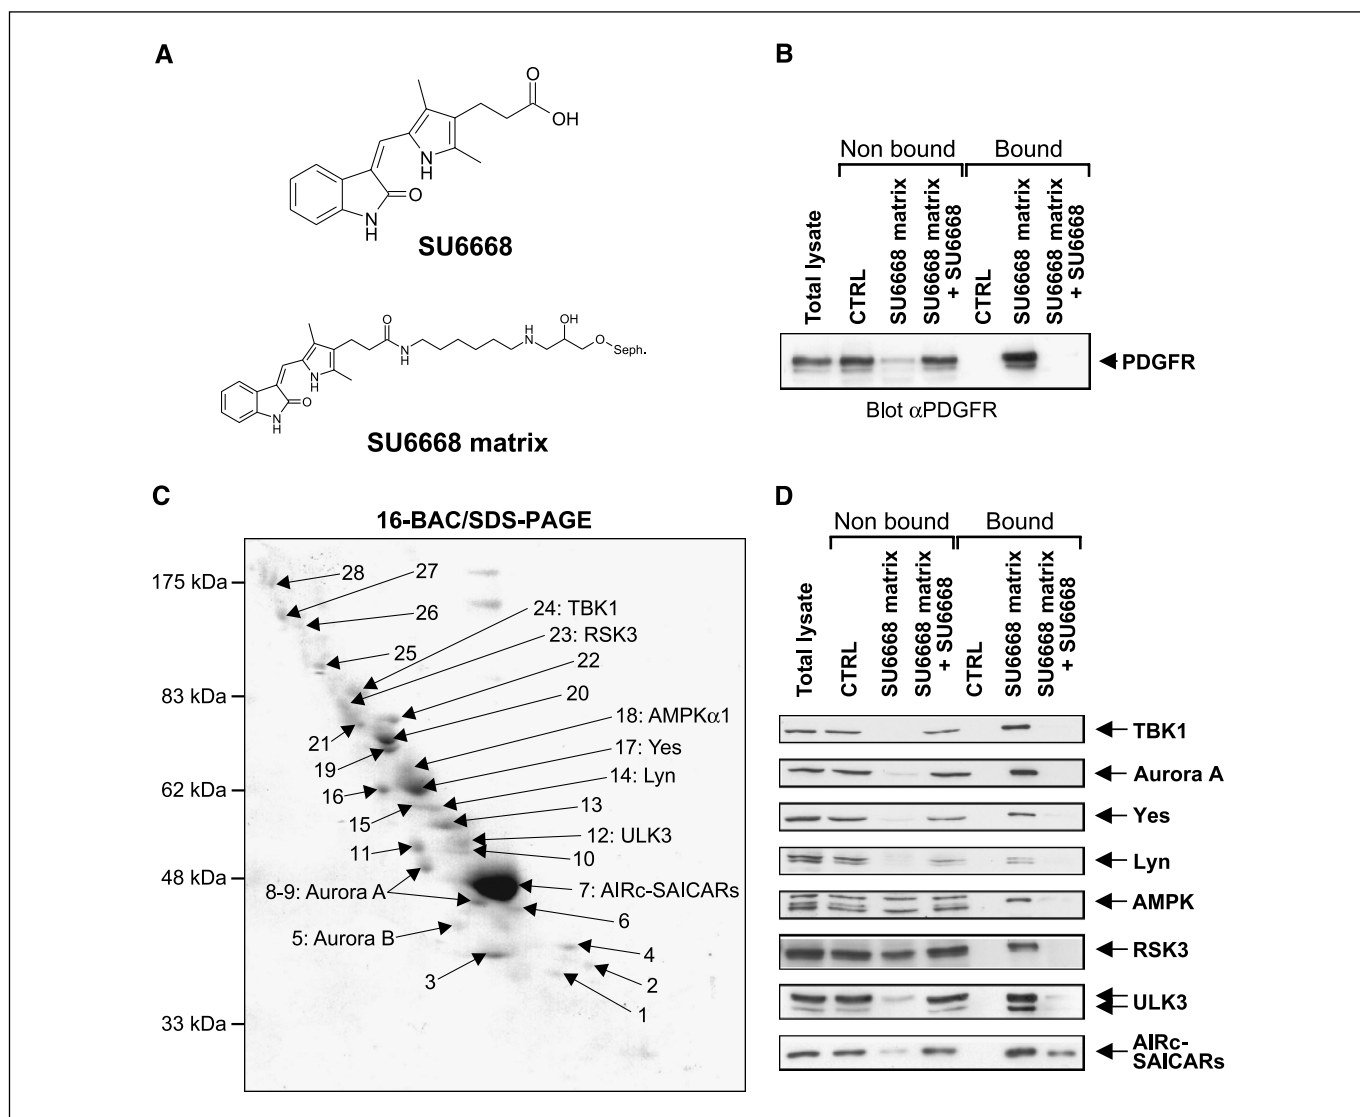 A
O
OH
N
H
O
N
H
SU6668
O
N
H
H
N
OH
O
Seph.
N
H
O
N
H
SU6668 matrix
B
Non bound
Bound
Total lysate
CTRL
SU6668 matrix
SU6668 matrix
+ SU6668
CTRL
SU6668 matrix
SU6668 matrix
+ SU6668
PDGFR
Blot αPDGFR
C
16-BAC/SDS-PAGE
175 kDa
83 kDa
62 kDa
48 kDa
33 kDa
28
27
26
24: TBK1
23: RSK3
25
22
20
18: AMPKα1
21
17: Yes
19
14: Lyn
16
13
15
12: ULK3
11
10
8-9: Aurora A
7: AIRc-SAICARs
6
5: Aurora B
4
3
2
1
D
Non bound
Bound
Total lysate
CTRL
SU6668 matrix
SU6668 matrix
+ SU6668
CTRL
SU6668 matrix
SU6668 matrix
+ SU6668
TBK1
Aurora A
Yes
Lyn
AMPK
RSK3
ULK3
AIRc-
SAICARs